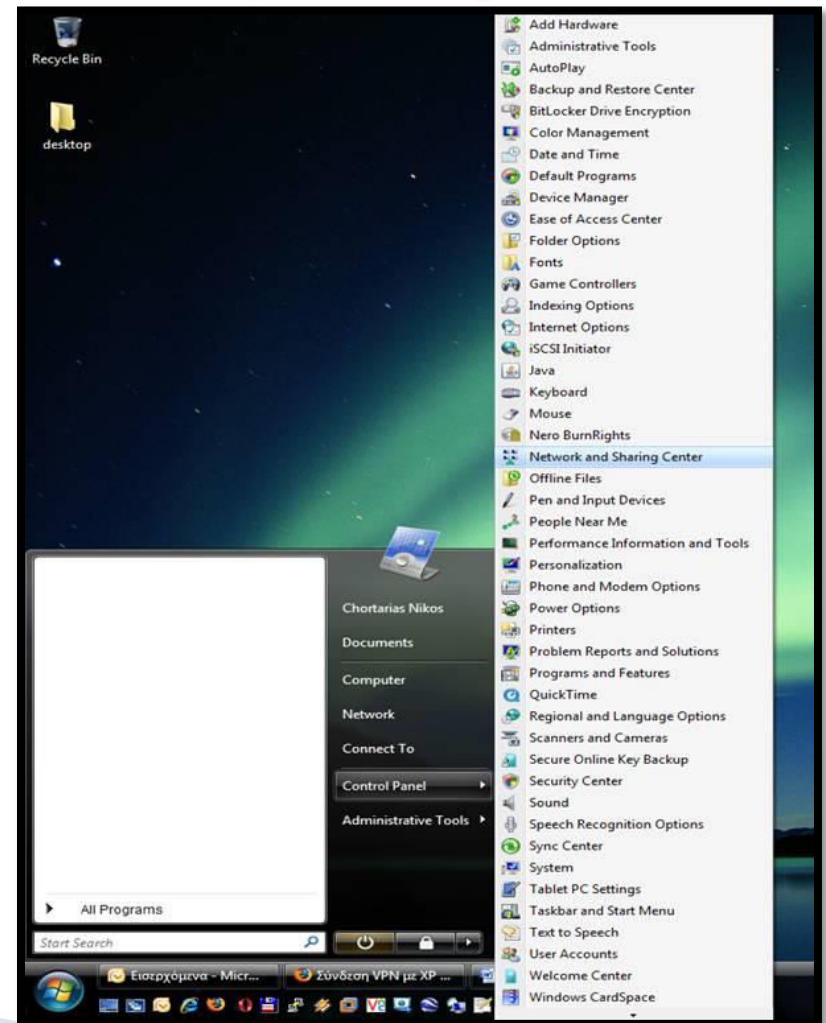 Recycle Bin
desktop
Chortarias Nikos
Documents
Computer
Network
Connect To
Control Panel
Administrative Tools
All Programs
Start Search
Εισερχόμενα - Micr...
Σύνδεση VPN με XP ...
Add Hardware
Administrative Tools
AutoPlay
Backup and Restore Center
BitLocker Drive Encryption
Color Management
Date and Time
Default Programs
Device Manager
Ease of Access Center
Folder Options
Fonts
Game Controllers
Indexing Options
Internet Options
iSCSI Initiator
Java
Keyboard
Mouse
Nero BurnRights
Network and Sharing Center
Offline Files
Pen and Input Devices
People Near Me
Performance Information and Tools
Personalization
Phone and Modem Options
Power Options
Printers
Problem Reports and Solutions
Programs and Features
QuickTime
Regional and Language Options
Scanners and Cameras
Secure Online Key Backup
Security Center
Sound
Speech Recognition Options
Sync Center
System
Tablet PC Settings
Taskbar and Start Menu
Text to Speech
User Accounts
Welcome Center
Windows CardSpace